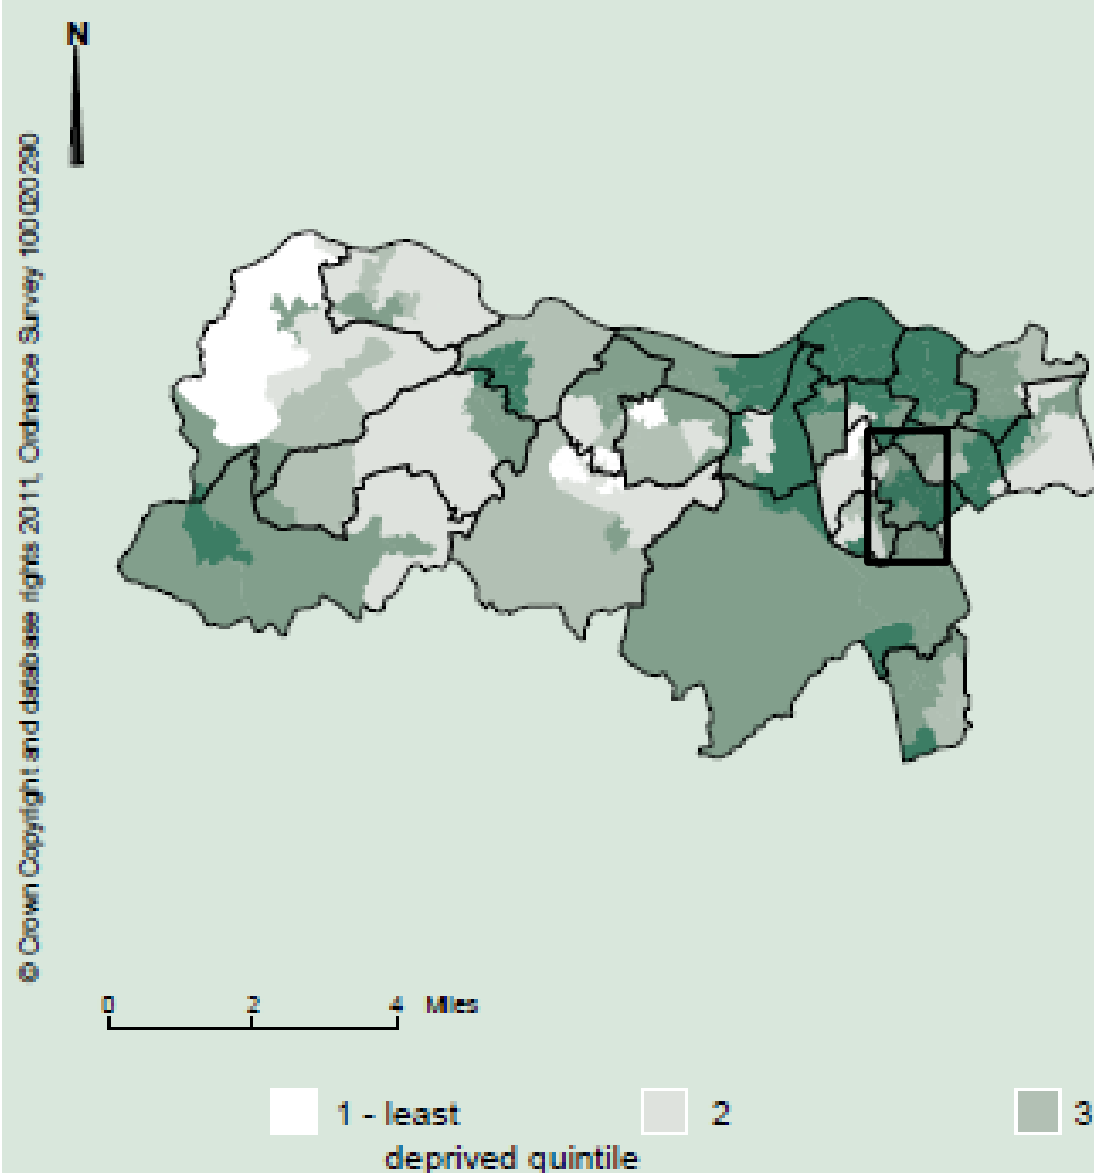 N
© Crown Copyright and database rights 2011, Ordnance Survey 100020290
0 2 4 Miles
1 - least
deprived quintile
2
3